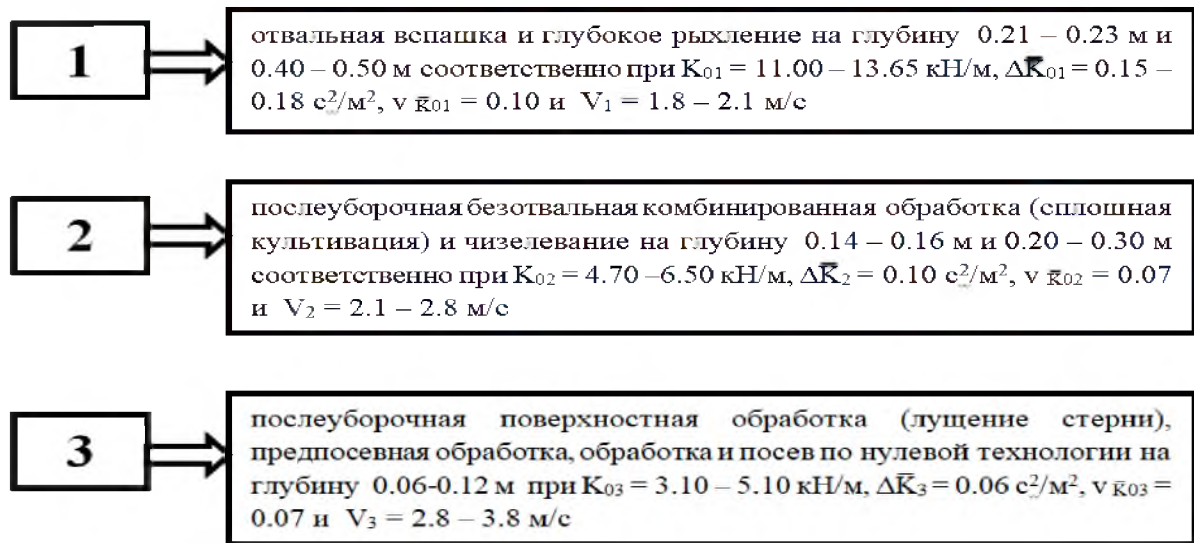 1
отвальная вспашка и глубокое рыхление на глубину 0.21 – 0.23 м и
0.40 – 0.50 м соответственно при K₀₁ = 11.00 – 13.65 кН/м, ΔK̅₀₁ = 0.15 –
0.18 с²/м², ν K̅₀₁ = 0.10 и V₁ = 1.8 – 2.1 м/с
2
послеуборочная безотвальная комбинированная обработка (сплошная
культивация) и чизелевание на глубину 0.14 – 0.16 м и 0.20 – 0.30 м
соответственно при K₀₂ = 4.70 –6.50 кН/м, ΔK̅₂ = 0.10 с²/м², ν K̅₀₂ = 0.07
и V₂ = 2.1 – 2.8 м/с
3
послеуборочная поверхностная обработка (лущение стерни),
предпосевная обработка, обработка и посев по нулевой технологии на
глубину 0.06-0.12 м при K₀₃ = 3.10 – 5.10 кН/м, ΔK̅₃ = 0.06 с²/м², ν K̅₀₃ =
0.07 и V₃ = 2.8 – 3.8 м/с